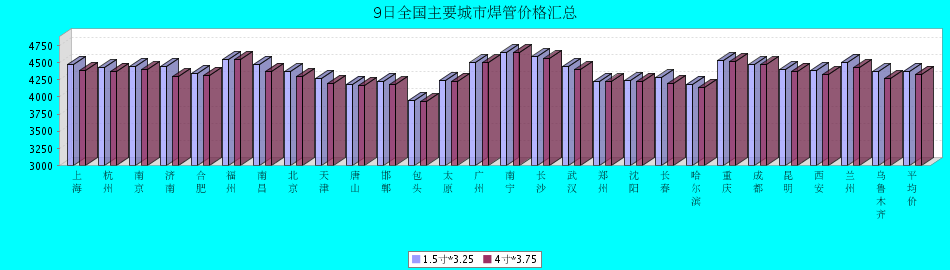 9日全国主要城市焊管价格汇总
4750
4500
4250
4000
3750
3500
3250
3000
上海 杭州 南京 济南 合肥 福州 南昌 北京 天津 唐山 邯郸 包头 太原 广州 南宁 长沙 武汉 郑州 沈阳 长春 哈尔滨 重庆 成都 昆明 西安 兰州 乌鲁木齐 平均价
1.5寸*3.25 4寸*3.75